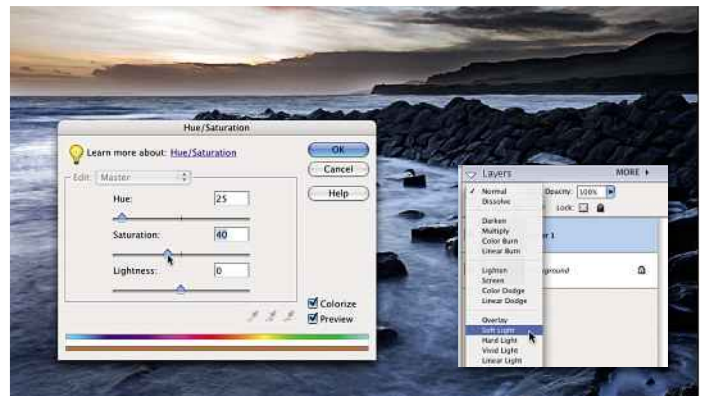 Hue/Saturation
Learn more about: Hue/Saturation
OK
Cancel
Help
Edit: Master
Hue: 25
Saturation: 40
Lightness: 0
Colorize
Preview
Layers MORE
Normal
Dissolve
Opacity: 100%
Lock:
Darken
Multiply
Color Burn
Linear Burn
r 1
Lighten
Screen
Color Dodge
Linear Dodge
ground
Overlay
Soft Light
Hard Light
Vivid Light
Linear Light